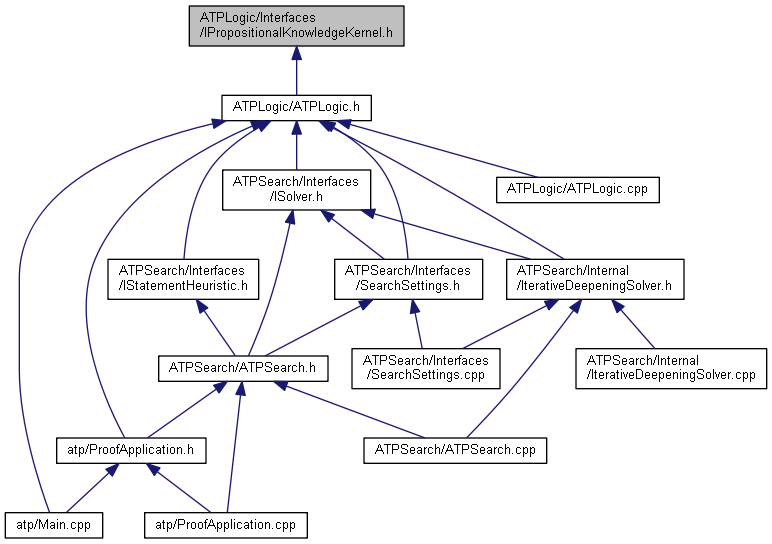 ATPLogic/Interfaces
/IPropositionalKnowledgeKernel.h
ATPLogic/ATPLogic.h
ATPSearch/Interfaces
/ISolver.h
ATPLogic/ATPLogic.cpp
ATPSearch/Interfaces
/IStatementHeuristic.h
ATPSearch/Interfaces
/SearchSettings.h
ATPSearch/Internal
/IterativeDeepeningSolver.h
ATPSearch/ATPSearch.h
ATPSearch/Interfaces
/SearchSettings.cpp
ATPSearch/Internal
/IterativeDeepeningSolver.cpp
atp/ProofApplication.h
ATPSearch/ATPSearch.cpp
atp/Main.cpp
atp/ProofApplication.cpp